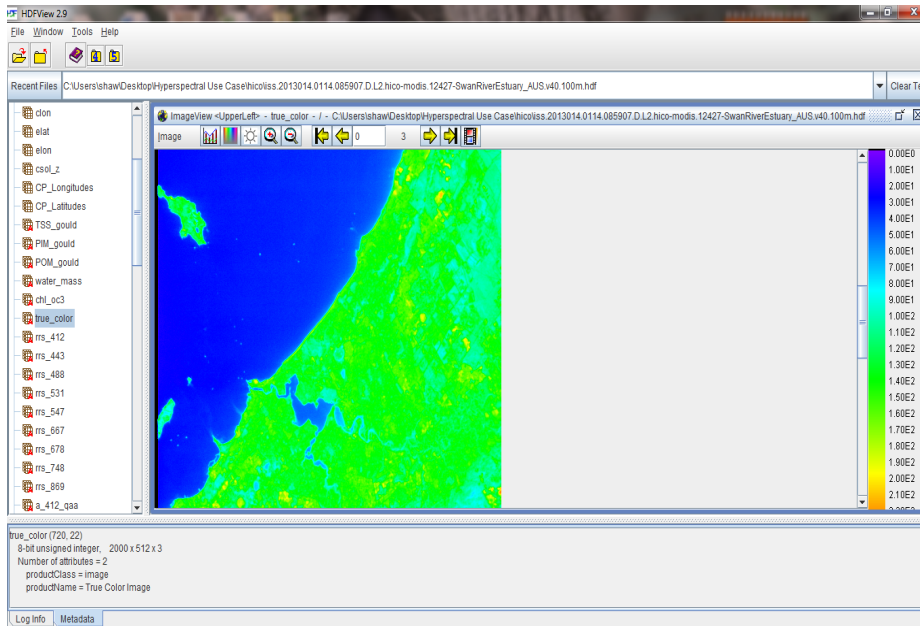 HDFView 2.9
File Window Tools Help
Recent Files C:\Users\shaw\Desktop\Hyperspectral Use Case\hico\iss.2013014.0114.085907.D.L2.hico-modis.12427-SwanRiverEstuary_AUS.v40.100m.hdf Clear Te
clon
elat
elon
csol_z
CP_Longitudes
CP_Latitudes
TSS_gould
PIM_gould
POM_gould
water_mass
chl_oc3
true_color
rrs_412
rrs_443
rrs_488
rrs_531
rrs_547
rrs_667
rrs_678
rrs_748
rrs_869
a_412_qaa
ImageView <UpperLeft> - true_color - / - C:\Users\shaw\Desktop\Hyperspectral Use Case\hico\iss.2013014.0114.085907.D.L2.hico-modis.12427-SwanRiverEstuary_AUS.v40.100m.hdf
Image 0 3
0.00E0
1.00E1
2.00E1
3.00E1
4.00E1
5.00E1
6.00E1
7.00E1
8.00E1
9.00E1
1.00E2
1.10E2
1.20E2
1.30E2
1.40E2
1.50E2
1.60E2
1.70E2
1.80E2
1.90E2
2.00E2
2.10E2
true_color (720, 22)
8-bit unsigned integer, 2000 x 512 x 3
Number of attributes = 2
productClass = image
productName = True Color Image
Log Info Metadata